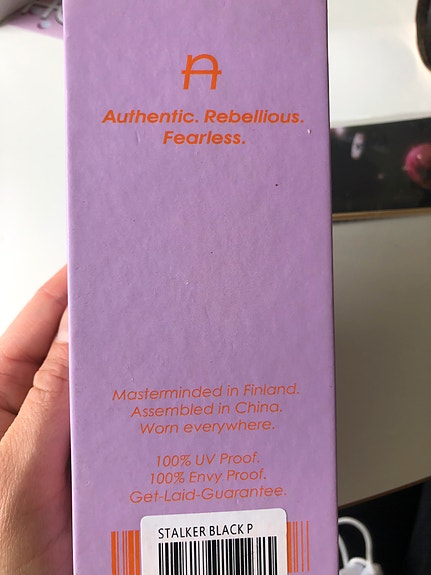 Authentic. Rebellious.
Fearless.
Masterminded in Finland.
Assembled in China.
Worn everywhere.
100% UV Proof.
100% Envy Proof.
Get-Laid-Guarantee.
STALKER BLACK P